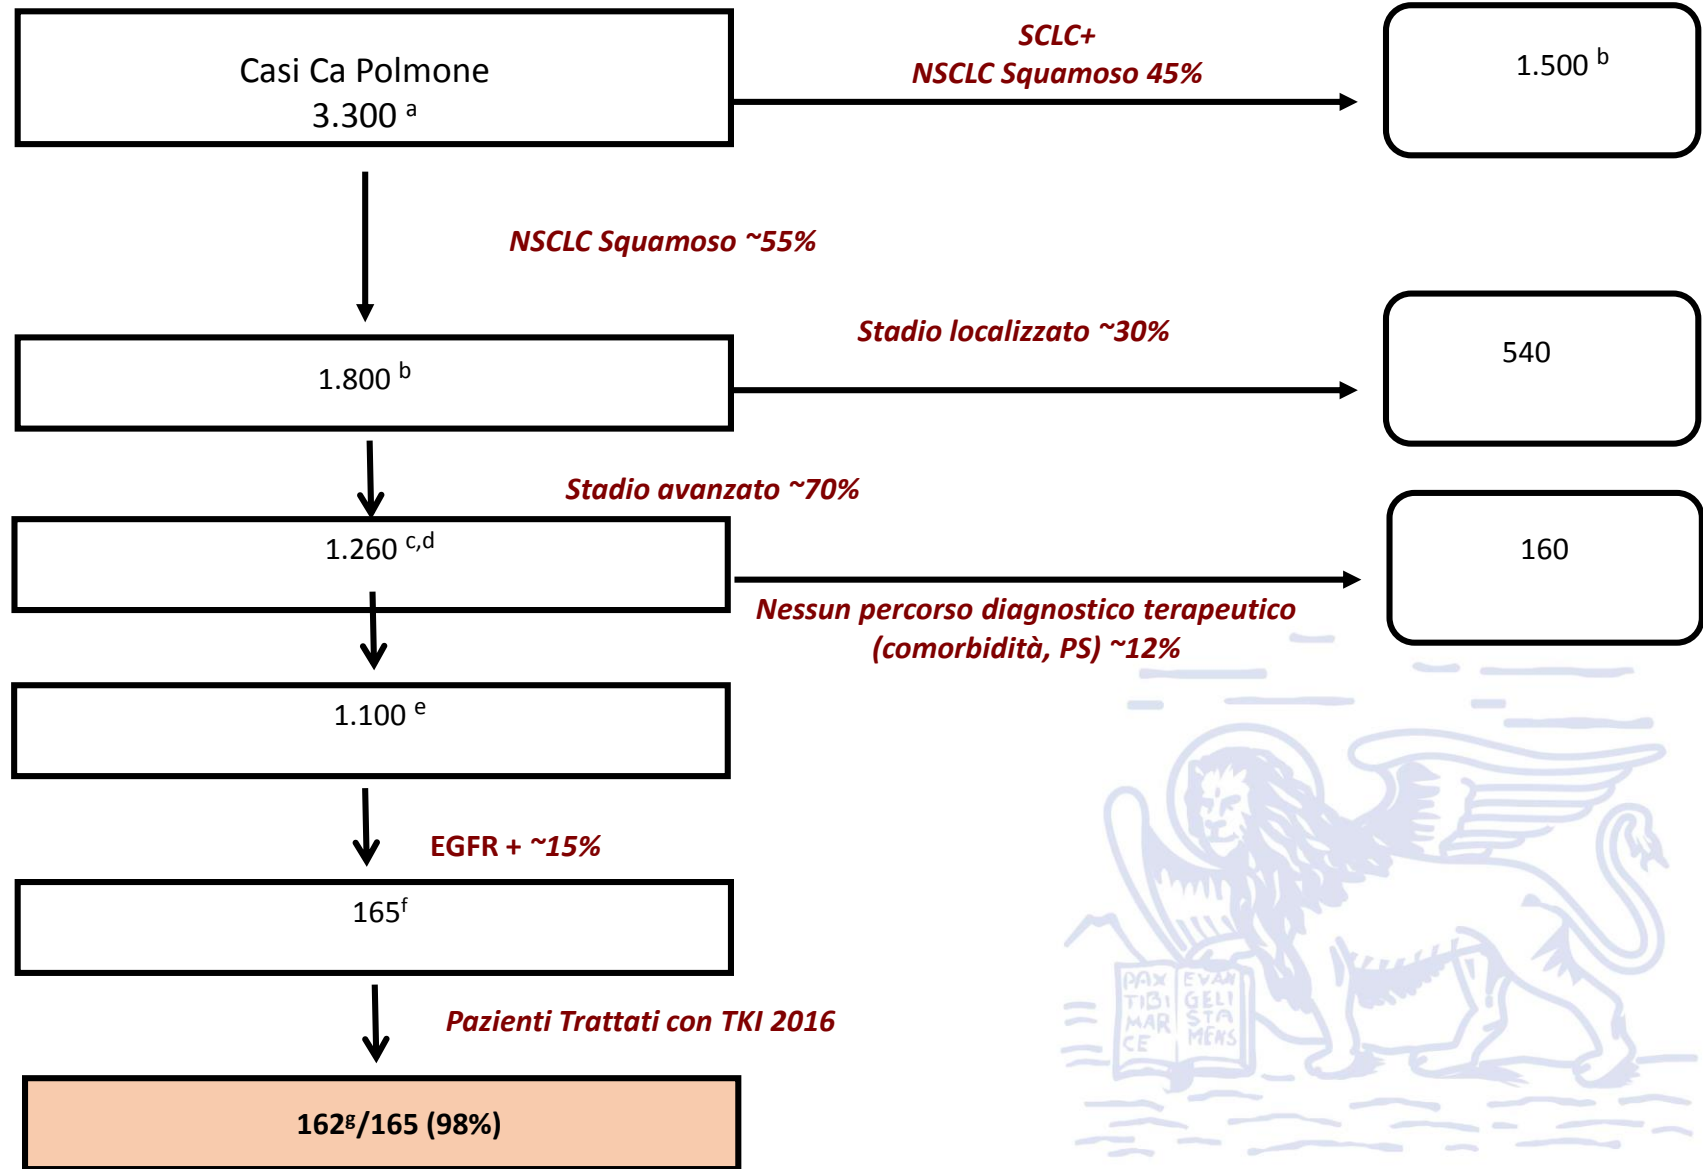 Casi Ca Polmone
3.300 a
SCLC+
NSCLC Squamoso 45%
1.500 b
NSCLC Squamoso ~55%
1.800 b
Stadio localizzato ~30%
540
Stadio avanzato ~70%
1.260 c,d
Nessun percorso diagnostico terapeutico
(comorbidità, PS) ~12%
160
1.100 e
EGFR + ~15%
165f
Pazienti Trattati con TKI 2016
162g/165 (98%)
PAX EVAN
TIBI GELI
MAR STA
CE MEKS